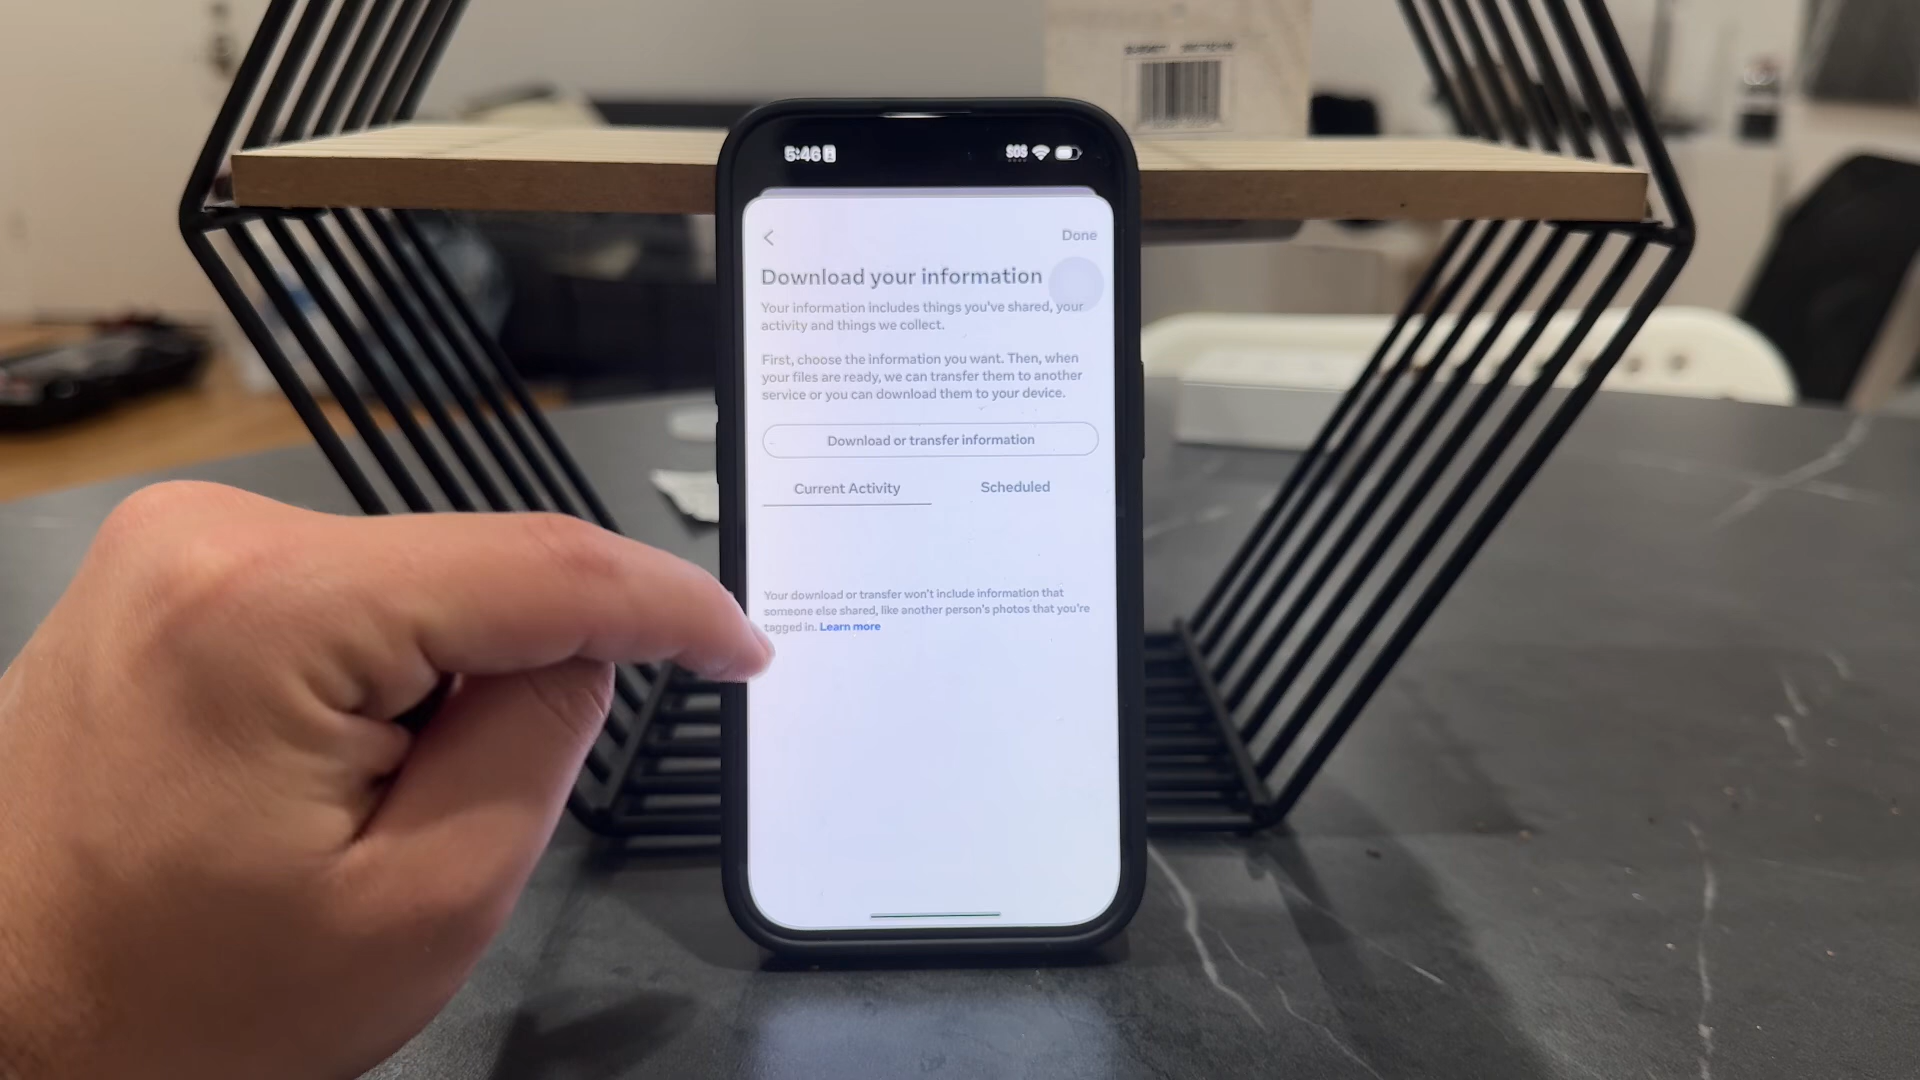 5:46
SOS
Done
Download your information
Your information includes things you've shared, your
activity and things we collect.
First, choose the information you want. Then, when
your files are ready, we can transfer them to another
service or you can download them to your device.
Download or transfer information
Current Activity
Scheduled
Your download or transfer won't include information that
someone else shared, like another person's photos that you're
tagged in. Learn more